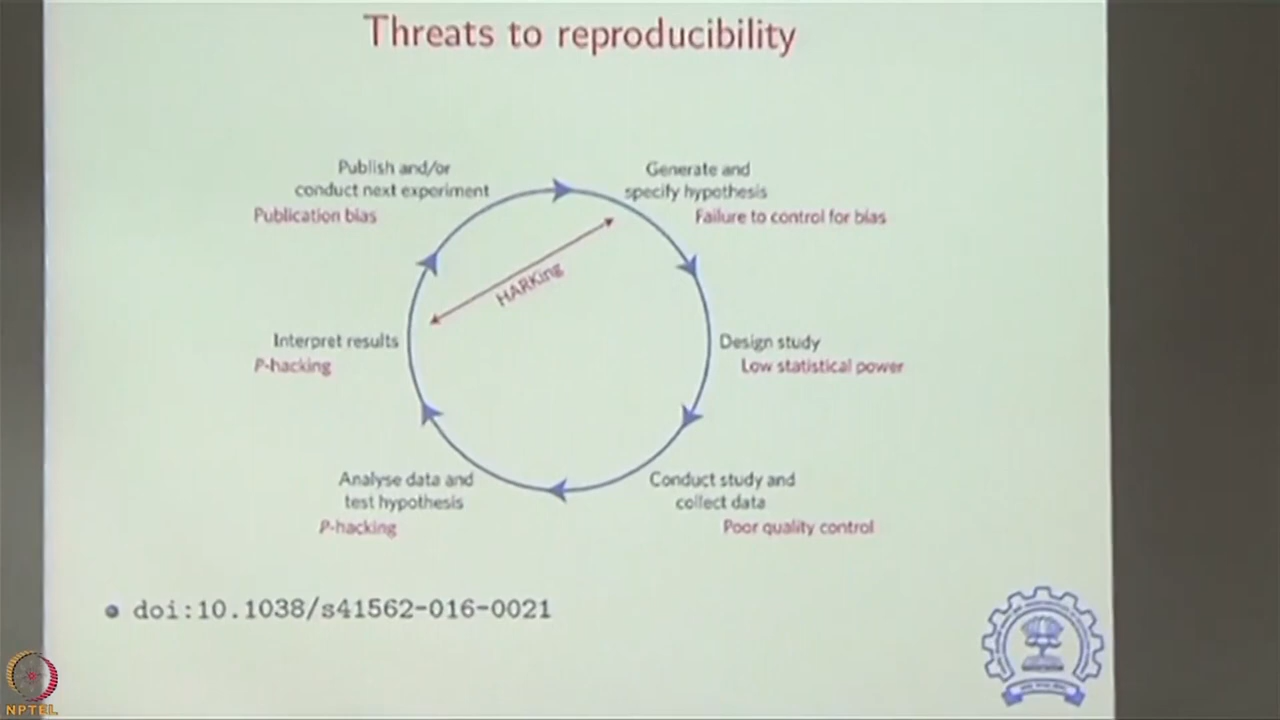 Threats to reproducibility
Publish and/or
conduct next experiment
Publication bias
Generate and
specify hypothesis
Failure to control for bias
HARKing
Interpret results
P-hacking
Design study
Low statistical power
Analyse data and
test hypothesis
P-hacking
Conduct study and
collect data
Poor quality control
doi:10.1038/s41562-016-0021
NPTEL